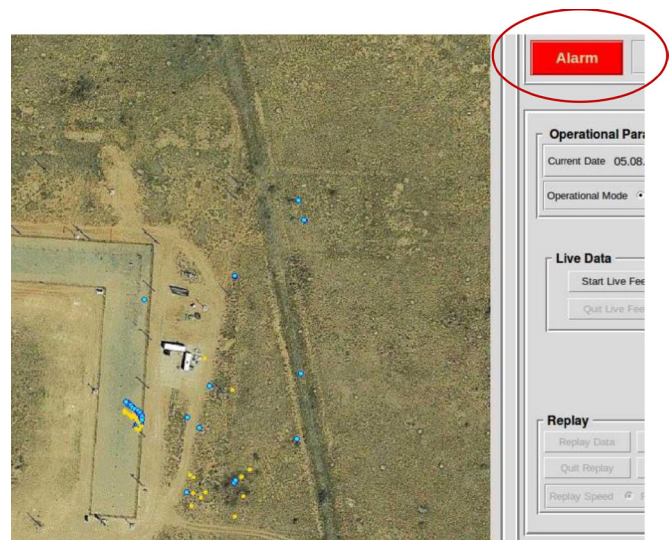 Alarm
Operational Para
Current Date 05.08.
Operational Mode
Live Data
Start Live Fee
Quit Live Fee
Replay
Replay Data
Quit Replay
Replay Speed